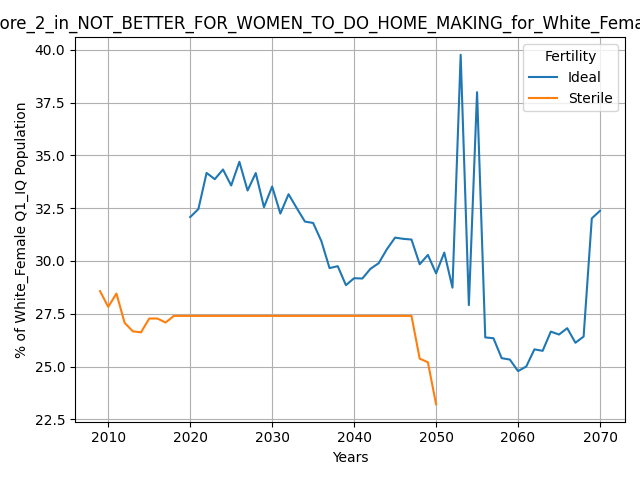 ore_2_in_NOT_BETTER_FOR_WOMEN_TO_DO_HOME_MAKING_for_White_Fema
Fertility
Ideal
Sterile
% of White_Female Q1_IQ Population
40.0
37.5
35.0
32.5
30.0
27.5
25.0
22.5
2010 2020 2030 2040 2050 2060 2070
Years